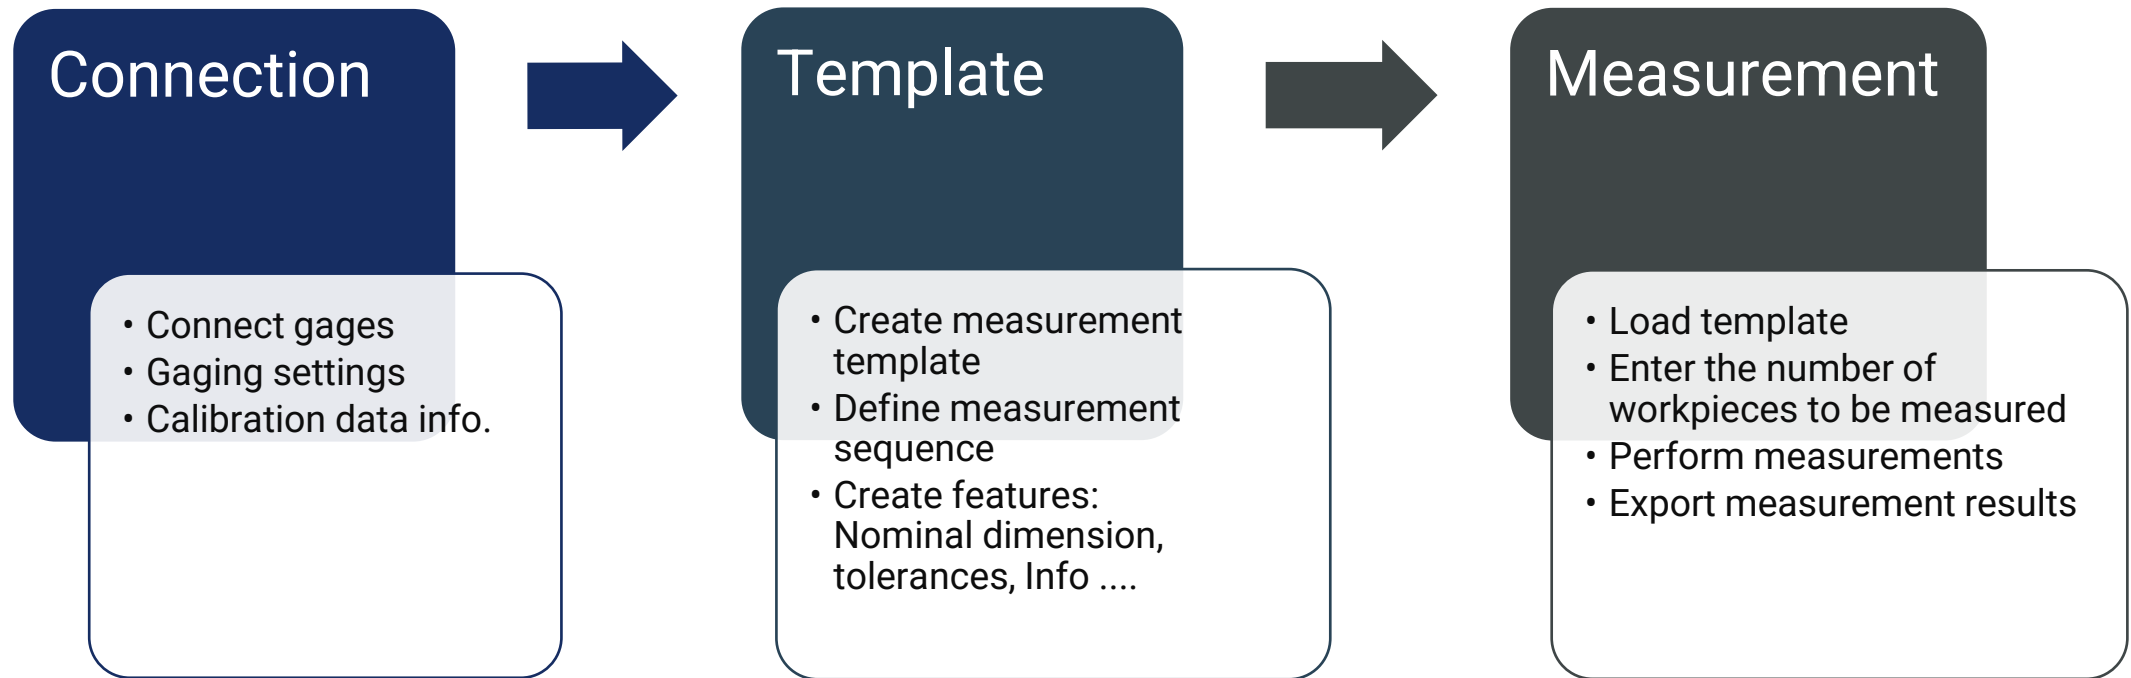 Connection
• Connect gages
• Gaging settings
• Calibration data info.
Template
• Create measurement
template
• Define measurement
sequence
• Create features:
Nominal dimension,
tolerances, Info ....
Measurement
• Load template
• Enter the number of
workpieces to be measured
• Perform measurements
• Export measurement results